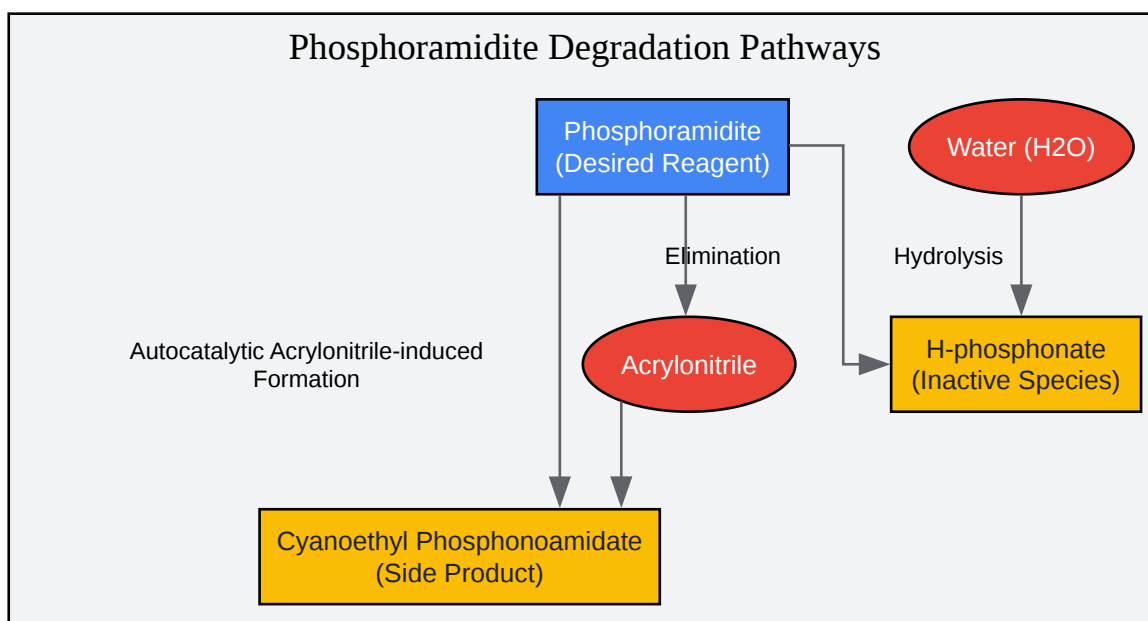 Phosphoramidite Degradation Pathways
Phosphoramidite
(Desired Reagent)
Water (H2O)
Elimination
Hydrolysis
Autocatalytic Acrylonitrile-induced
Formation
Acrylonitrile
H-phosphonate
(Inactive Species)
Cyanoethyl Phosphonoamidate
(Side Product)